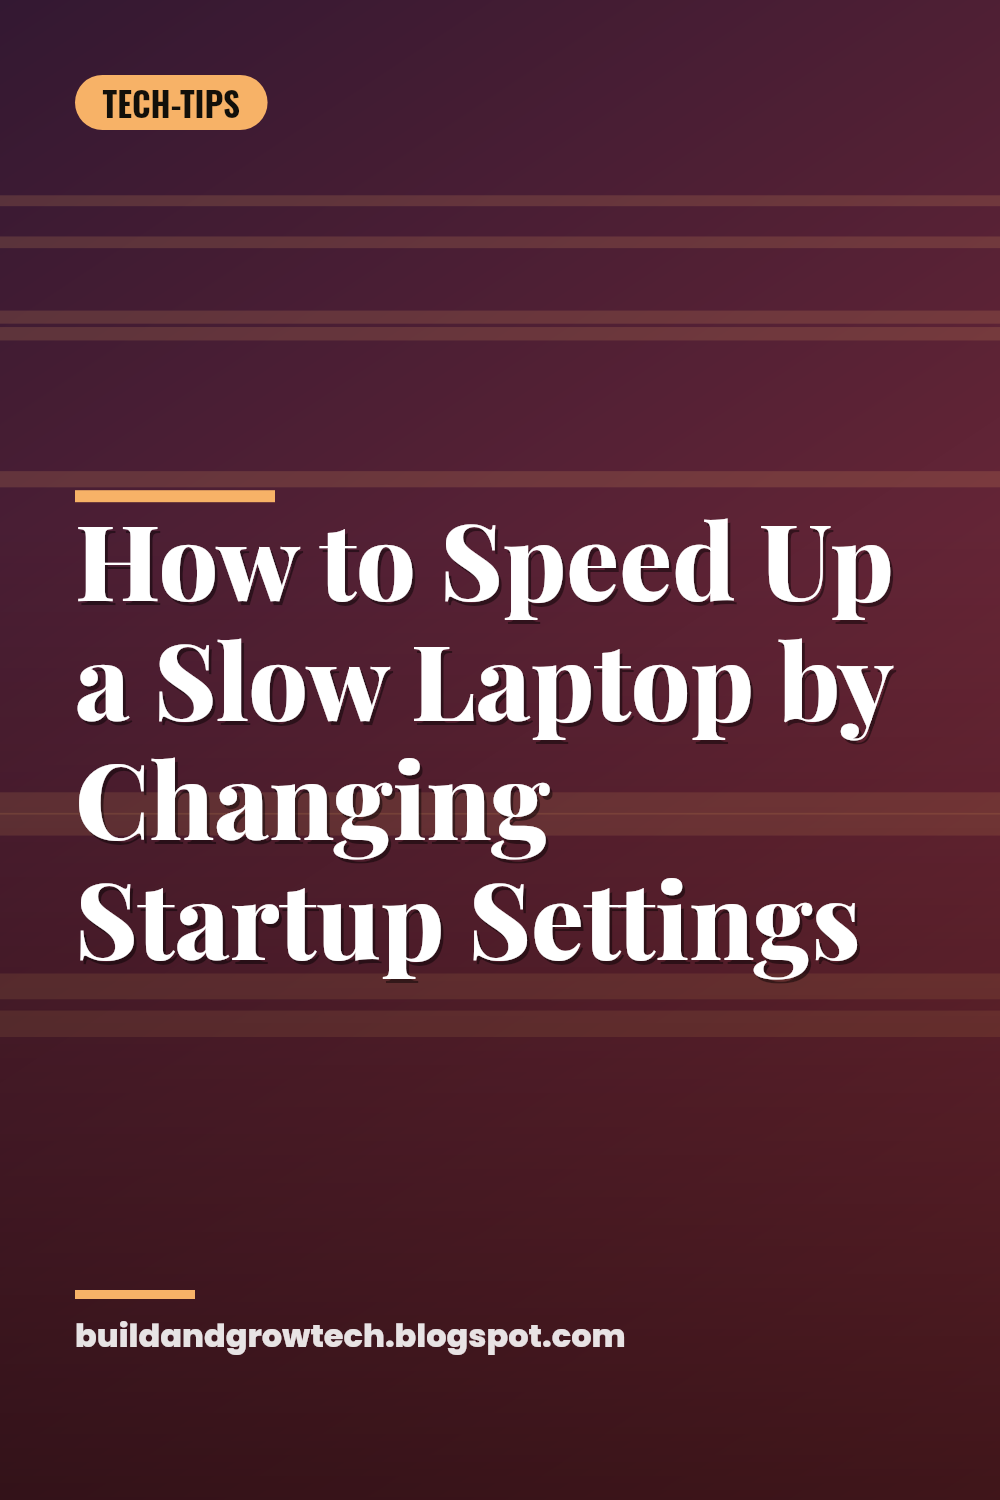 TECH-TIPS
How to Speed Up
a Slow Laptop by
Changing
Startup Settings
buildandgrowtech.blogspot.com